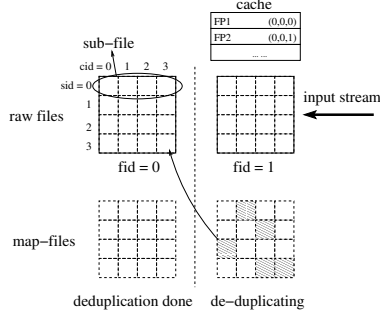 cache
FP1 (0,0,0)
FP2 (0,0,1)
... ...
sub-file
cid = 0 1 2 3
sid = 0
1
2
3
raw files
input stream
fid = 0
fid = 1
map-files
deduplication done
de-duplicating